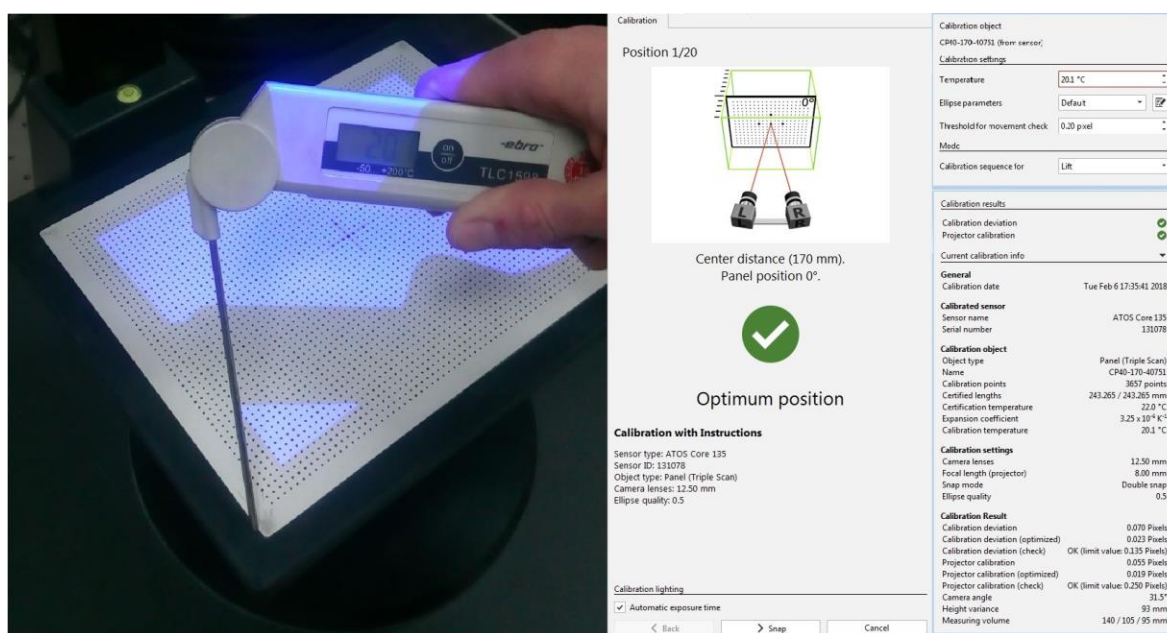 20.1
on
off
-ebro-
-50... +200°C
TLC1598
Calibration
Position 1/20
0°
L
R
Center distance (170 mm).
Panel position 0°.
Optimum position
Calibration with Instructions
Sensor type: ATOS Core 135
Sensor ID: 131078
Object type: Panel (Triple Scan)
Camera lenses: 12.50 mm
Ellipse quality: 0.5
Calibration lighting
Automatic exposure time
Back
Snap
Cancel
Calibration object
CP40-170-40751 (from sensor)
Calibration settings
Temperature 20.1 °C
Ellipse parameters Default
Threshold for movement check 0.20 pixel
Mode
Calibration sequence for Lift
Calibration results
Calibration deviation
Projector calibration
Current calibration info
General
Calibration date Tue Feb 6 17:35:41 2018
Calibrated sensor
Sensor name ATOS Core 135
Serial number 131078
Calibration object
Object type Panel (Triple Scan)
Name CP40-170-40751
Calibration points 3657 points
Certified lengths 243.265 / 243.265 mm
Certification temperature 22.0 °C
Expansion coefficient 3.25 x 10⁻⁶ K⁻¹
Calibration temperature 20.1 °C
Calibration settings
Camera lenses 12.50 mm
Focal length (projector) 8.00 mm
Snap mode Double snap
Ellipse quality 0.5
Calibration Result
Calibration deviation 0.070 Pixels
Calibration deviation (optimized) 0.023 Pixels
Calibration deviation (check) OK (limit value: 0.135 Pixels)
Projector calibration 0.055 Pixels
Projector calibration (optimized) 0.019 Pixels
Projector calibration (check) OK (limit value: 0.250 Pixels)
Camera angle 31.5°
Height variance 93 mm
Measuring volume 140 / 105 / 95 mm